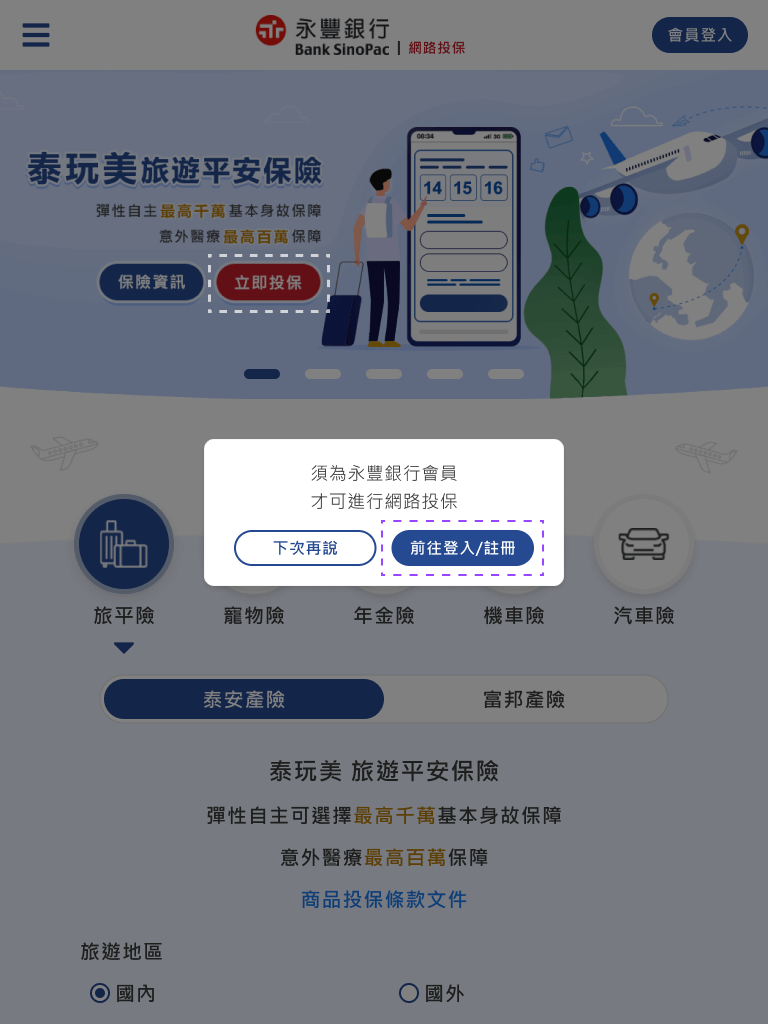 永豐銀行
Bank SinoPac
網路投保
會員登入
泰玩美旅遊平安保險
彈性自主最高千萬基本身故保障
意外醫療最高百萬保障
保險資訊
立即投保
08:34
3G
14 15 16
須為永豐銀行會員
才可進行網路投保
下次再說
前往登入/註冊
旅平險
寵物險
年金險
機車險
汽車險
泰安產險
富邦產險
泰玩美 旅遊平安保險
彈性自主可選擇最高千萬基本身故保障
意外醫療最高百萬保障
商品投保條款文件
旅遊地區
國內
國外